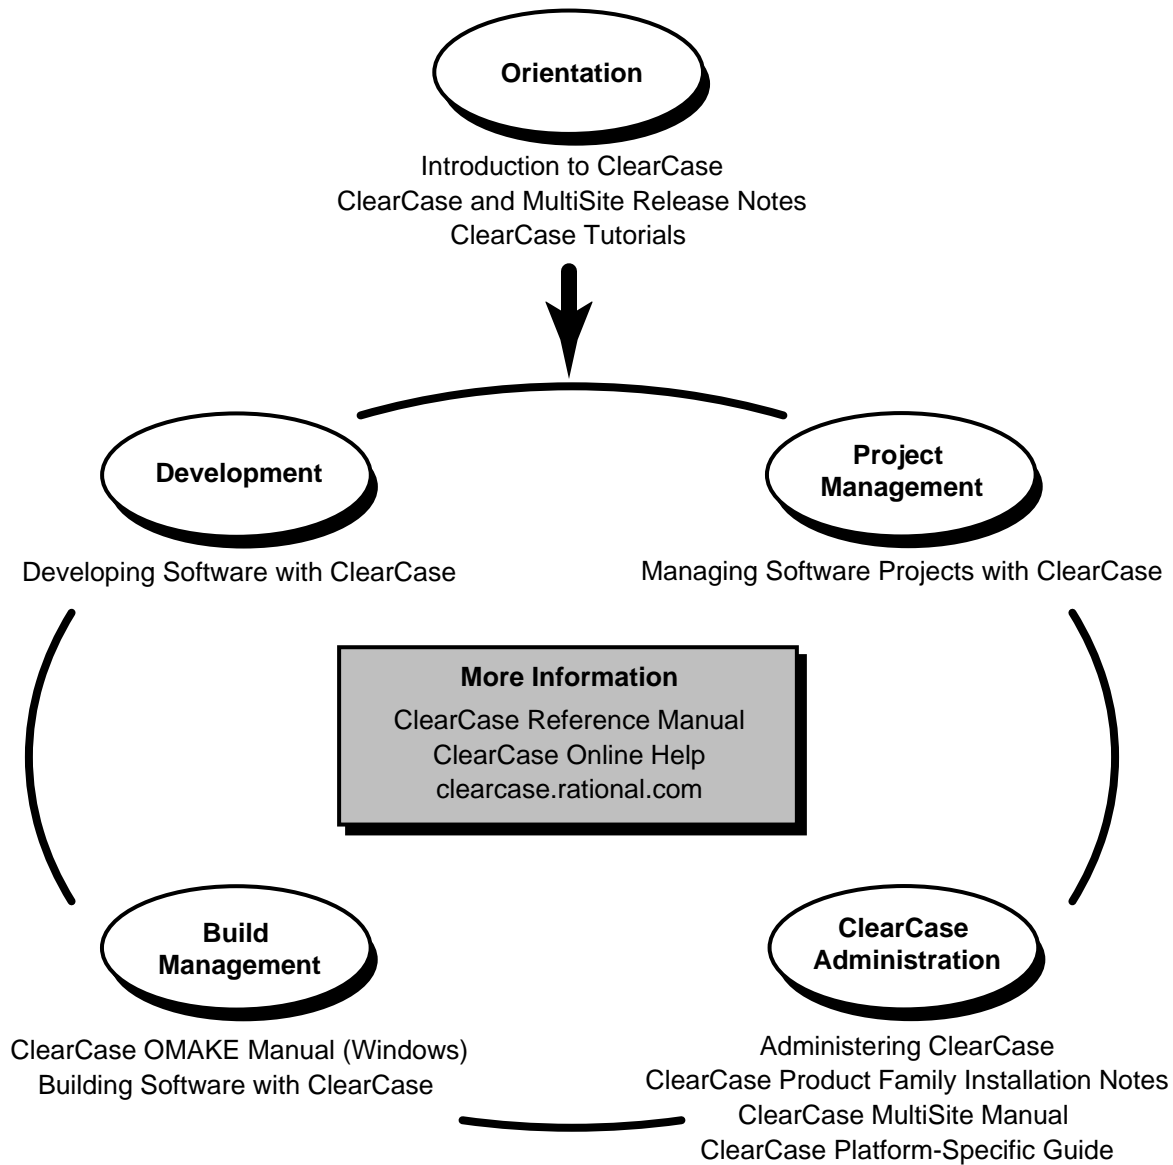 Orientation
Introduction to ClearCase
ClearCase and MultiSite Release Notes
ClearCase Tutorials
Development
Developing Software with ClearCase
Project
Management
Managing Software Projects with ClearCase
More Information
ClearCase Reference Manual
ClearCase Online Help
clearcase.rational.com
Build
Management
ClearCase OMAKE Manual (Windows)
Building Software with ClearCase
ClearCase
Administration
Administering ClearCase
ClearCase Product Family Installation Notes
ClearCase MultiSite Manual
ClearCase Platform-Specific Guide